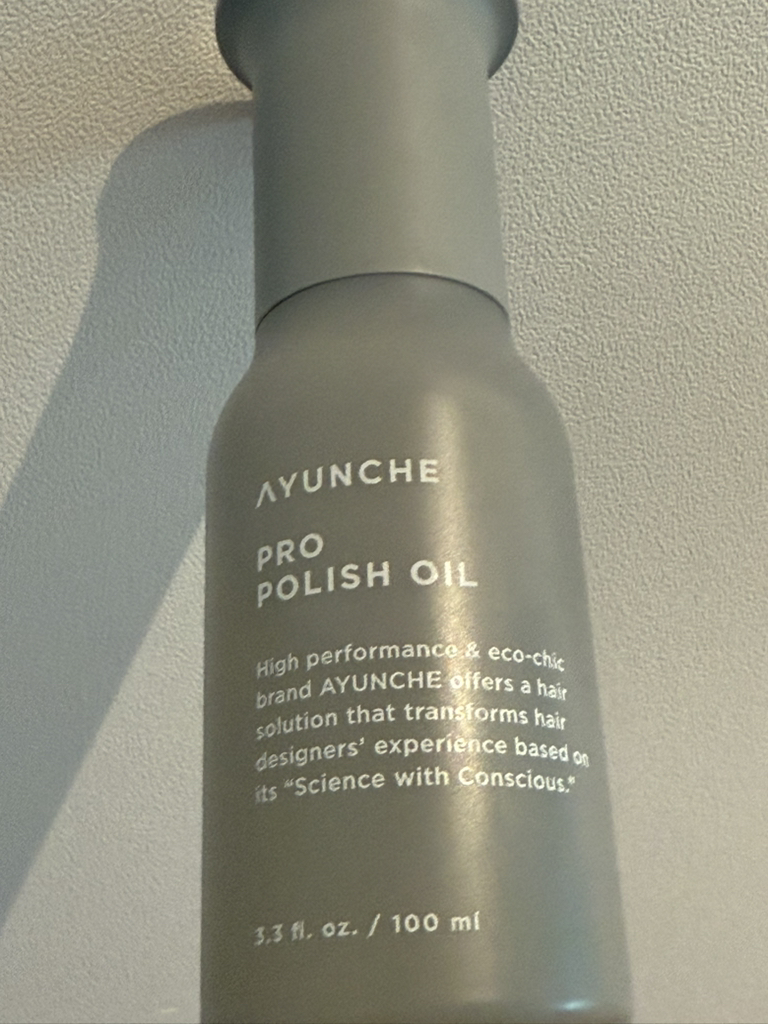 AYUNCHE
PRO
POLISH OIL
High performance & eco-chic
brand AYUNCHE offers a hair
solution that transforms hair
designers' experience based on
its "Science with Conscious."
3.3 fl. oz. / 100 ml